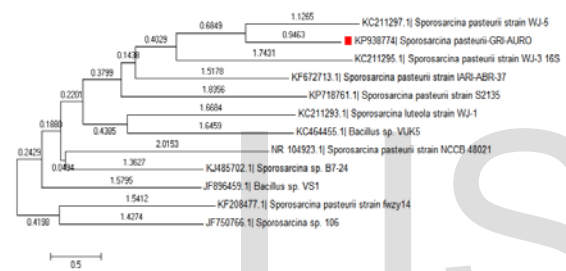 1.1265 KC211297.1| Sporosarcina pasteurii strain WJ-5
0.6849
0.9463 KP938774| Sporosarcina pasteurii-GRI-AURO
0.4029
1.7431 KC211295.1| Sporosarcina pasteurii strain WJ-3 16S
0.1438
1.5178 KF672713.1| Sporosarcina pasteurii strain IARI-ABR-37
0.3799
1.8356 KP718761.1| Sporosarcina pasteurii strain S2135
0.2201
1.6684 KC211293.1| Sporosarcina luteola strain WJ-1
0.4385
1.6459 KC464455.1| Bacillus sp. VUK5
0.1880
2.0153 NR 104923.1| Sporosarcina pasteurii strain NCCB 48021
0.2429
0.0494
1.3627 KJ485702.1| Sporosarcina sp. B7-24
1.5795 JF896459.1| Bacillus sp. VS1
1.5412 KF208477.1| Sporosarcina pasteurii strain fwzy14
0.4198
1.4274 JF750766.1| Sporosarcina sp. 106
0.5